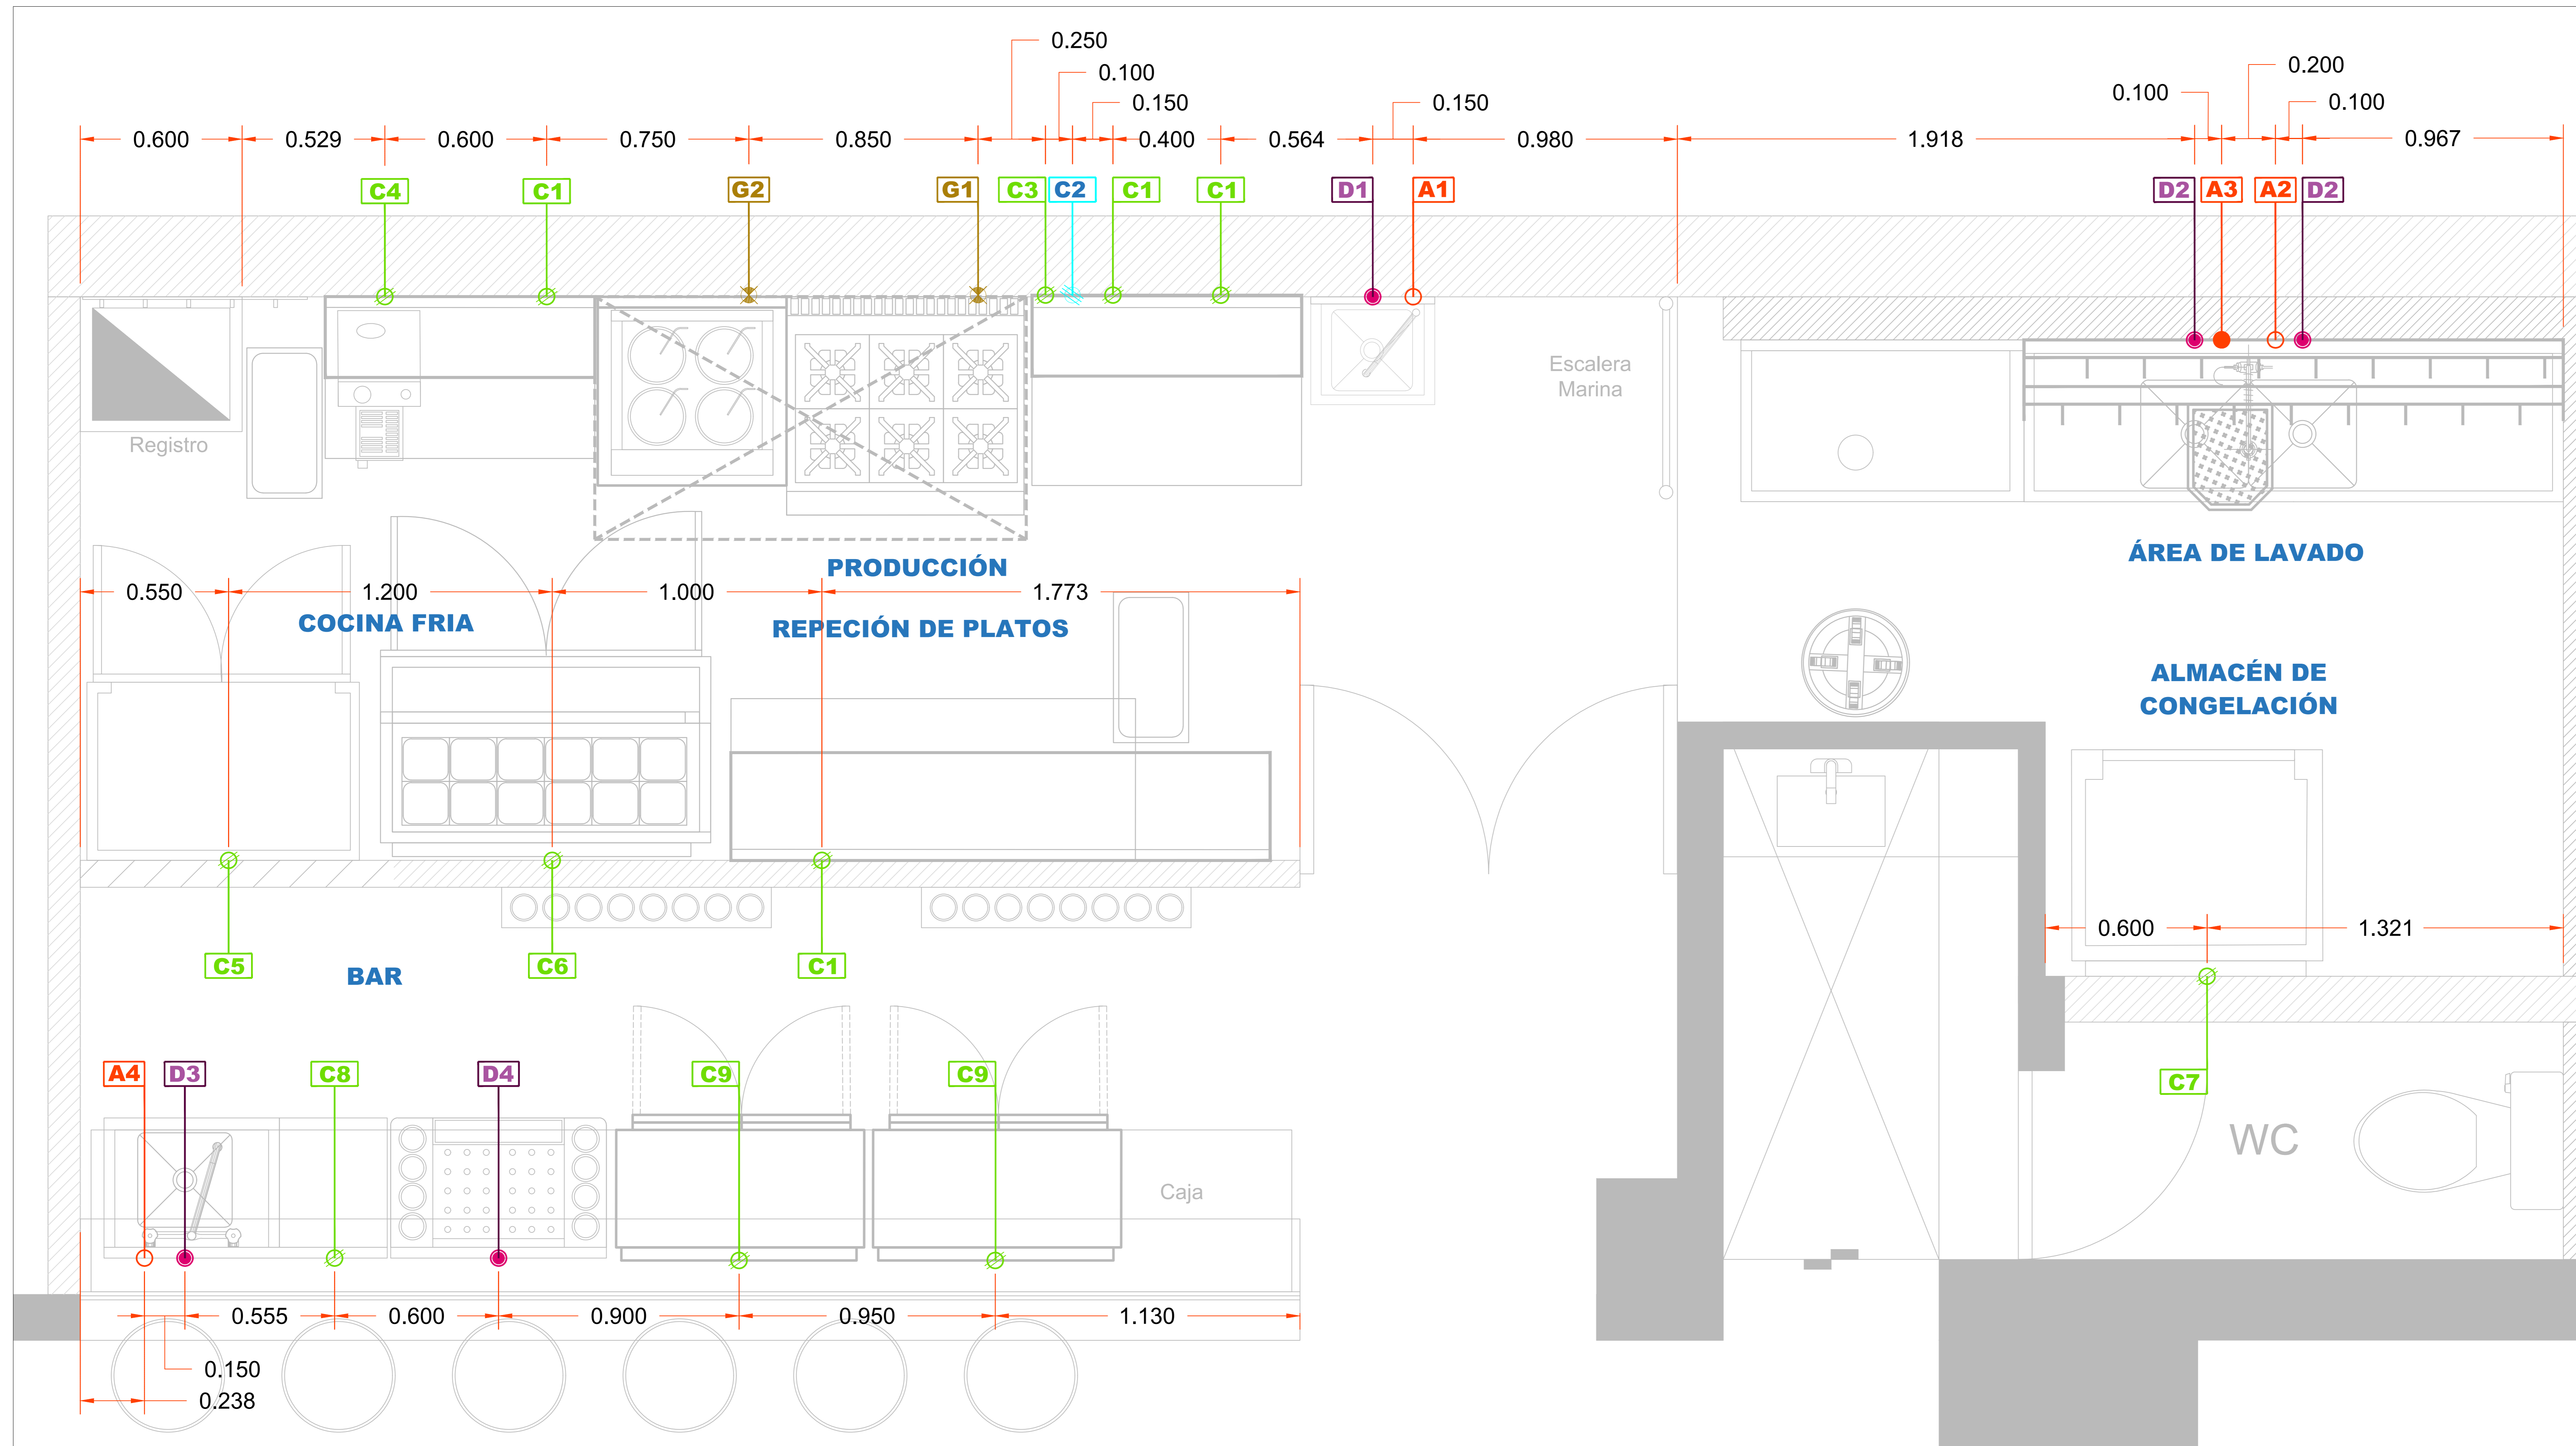 0.250
0.100
0.200
0.150
0.150
0.100
0.100
0.600
0.529
0.600
0.750
0.850
0.400
0.564
0.980
1.918
0.967
C4
C1
G2
G1
C3
C2
C1
C1
D1
A1
D2
A3
A2
D2
Escalera
Marina
Registro
PRODUCCIÓN
ÁREA DE LAVADO
0.550
1.200
1.000
1.773
COCINA FRIA
REPECIÓN DE PLATOS
ALMACÉN DE
CONGELACIÓN
0.600
1.321
C5
C6
C1
BAR
A4
D3
C8
D4
C9
C9
C7
WC
Caja
0.555
0.600
0.900
0.950
1.130
0.150
0.238